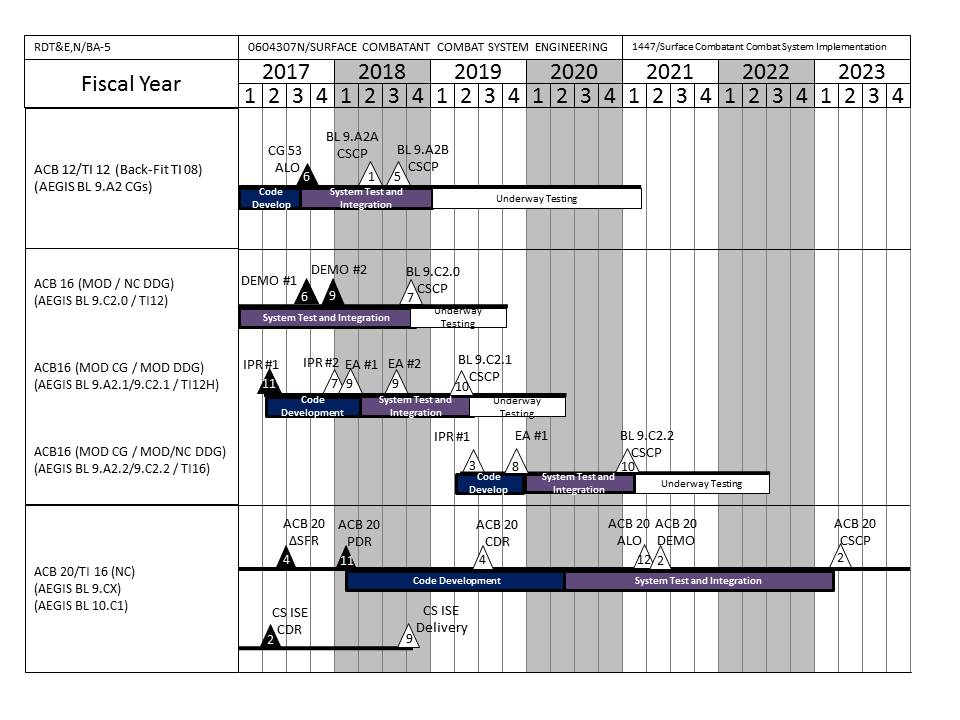 RDT&E,N/BA-5
0604307N/SURFACE COMBATANT COMBAT SYSTEM ENGINEERING
1447/Surface Combatant Combat System Implementation
Fiscal Year
2017 2018 2019 2020 2021 2022 2023
1 2 3 4 1 2 3 4 1 2 3 4 1 2 3 4 1 2 3 4 1 2 3 4 1 2 3 4
ACB 12/TI 12 (Back-Fit TI 08)
(AEGIS BL 9.A2 CGs)
CG 53
ALO
6
BL 9.A2A
CSCP
1
BL 9.A2B
CSCP
5
Code
Develop
System Test and
Integration
Underway Testing
ACB 16 (MOD / NC DDG)
(AEGIS BL 9.C2.0 / TI12)
DEMO #1
6
DEMO #2
9
BL 9.C2.0
CSCP
7
System Test and Integration
Underway
Testing
ACB16 (MOD CG / MOD DDG)
(AEGIS BL 9.A2.1/9.C2.1 / TI12H)
IPR #1
11
IPR #2
7
EA #1
9
EA #2
9
BL 9.C2.1
CSCP
10
Code
Development
System Test and
Integration
Underway
Testing
ACB16 (MOD CG / MOD/NC DDG)
(AEGIS BL 9.A2.2/9.C2.2 / TI16)
IPR #1
3
EA #1
8
BL 9.C2.2
CSCP
10
Code
Develop
System Test and
Integration
Underway Testing
ACB 20/TI 16 (NC)
(AEGIS BL 9.CX)
(AEGIS BL 10.C1)
ACB 20
ΔSFR
4
ACB 20
PDR
11
ACB 20
CDR
4
ACB 20
ALO
12
ACB 20
DEMO
2
ACB 20
CSCP
2
Code Development
System Test and Integration
CS ISE
CDR
2
CS ISE
Delivery
9